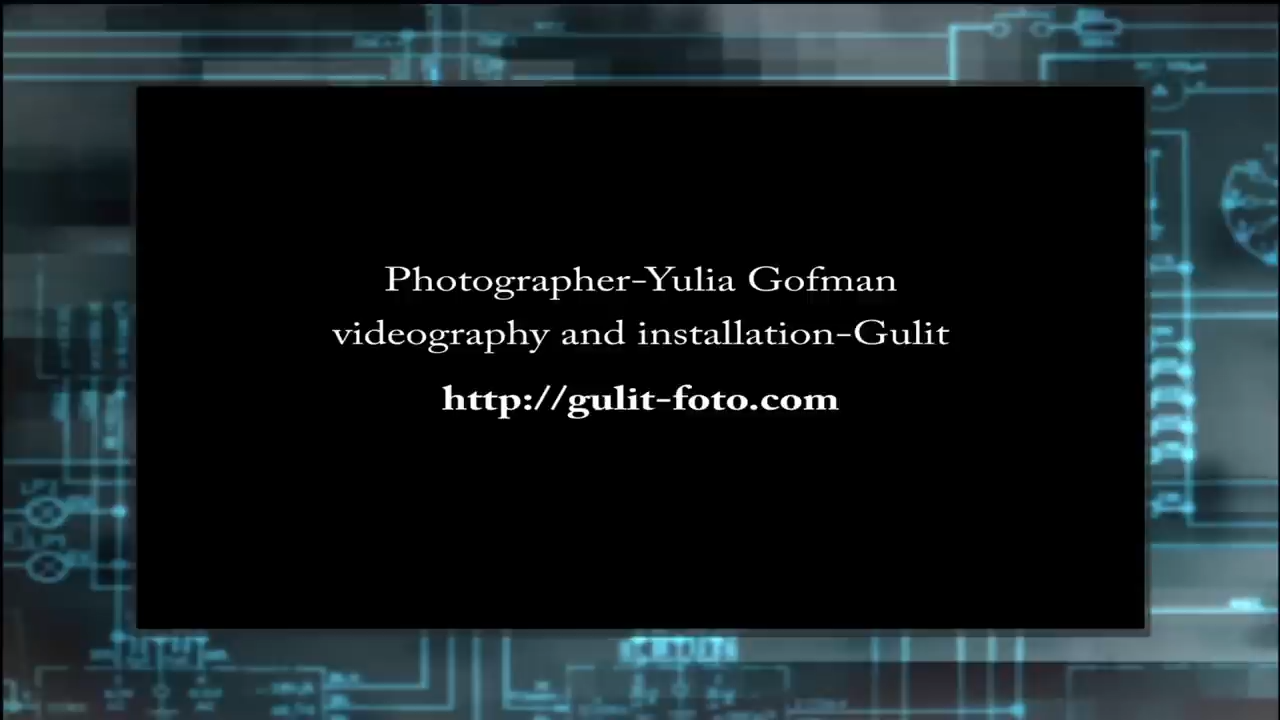 Photographer-Yulia Gofman
videography and installation-Gulit
http://gulit-foto.com